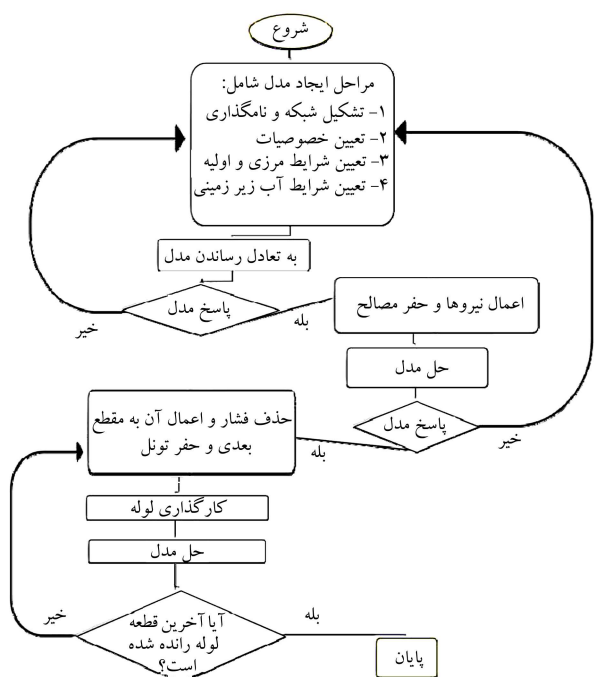 شروع
مراحل ایجاد مدل شامل:
۱- تشکیل شبکه و نامگذاری
۲- تعیین خصوصیات
۳- تعیین شرایط مرزی و اولیه
۴- تعیین شرایط آب زیر زمینی
به تعادل رساندن مدل
پاسخ مدل
خیر
بله
اعمال نیروها و حفر مصالح
حل مدل
پاسخ مدل
خیر
بله
حذف فشار و اعمال آن به مقطع
بعدی و حفر تونل
کارگذاری لوله
حل مدل
آیا آخرین قطعه
لوله رانده شده
است؟
خیر
بله
پایان